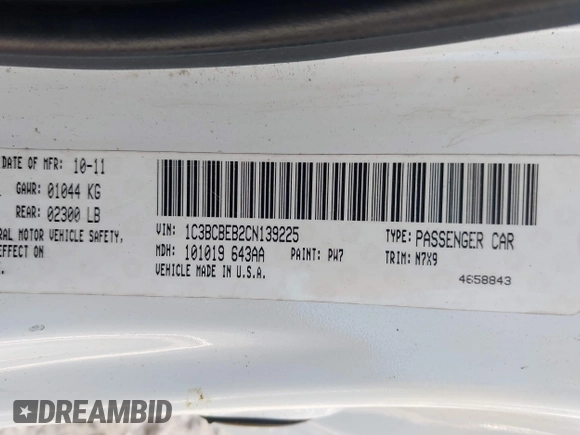 DATE OF MFR: 10-11
GAWR: 01044 KG
REAR: 02300 LB
RAL MOTOR VEHICLE SAFETY,
EFFECT ON
VIN: 1C3BCBEB2CN139225
TYPE: PASSENGER CAR
MDH: 101019 643AA
PAINT: PW7
TRIM: N7X9
VEHICLE MADE IN U.S.A.
4658843
DREAMBID